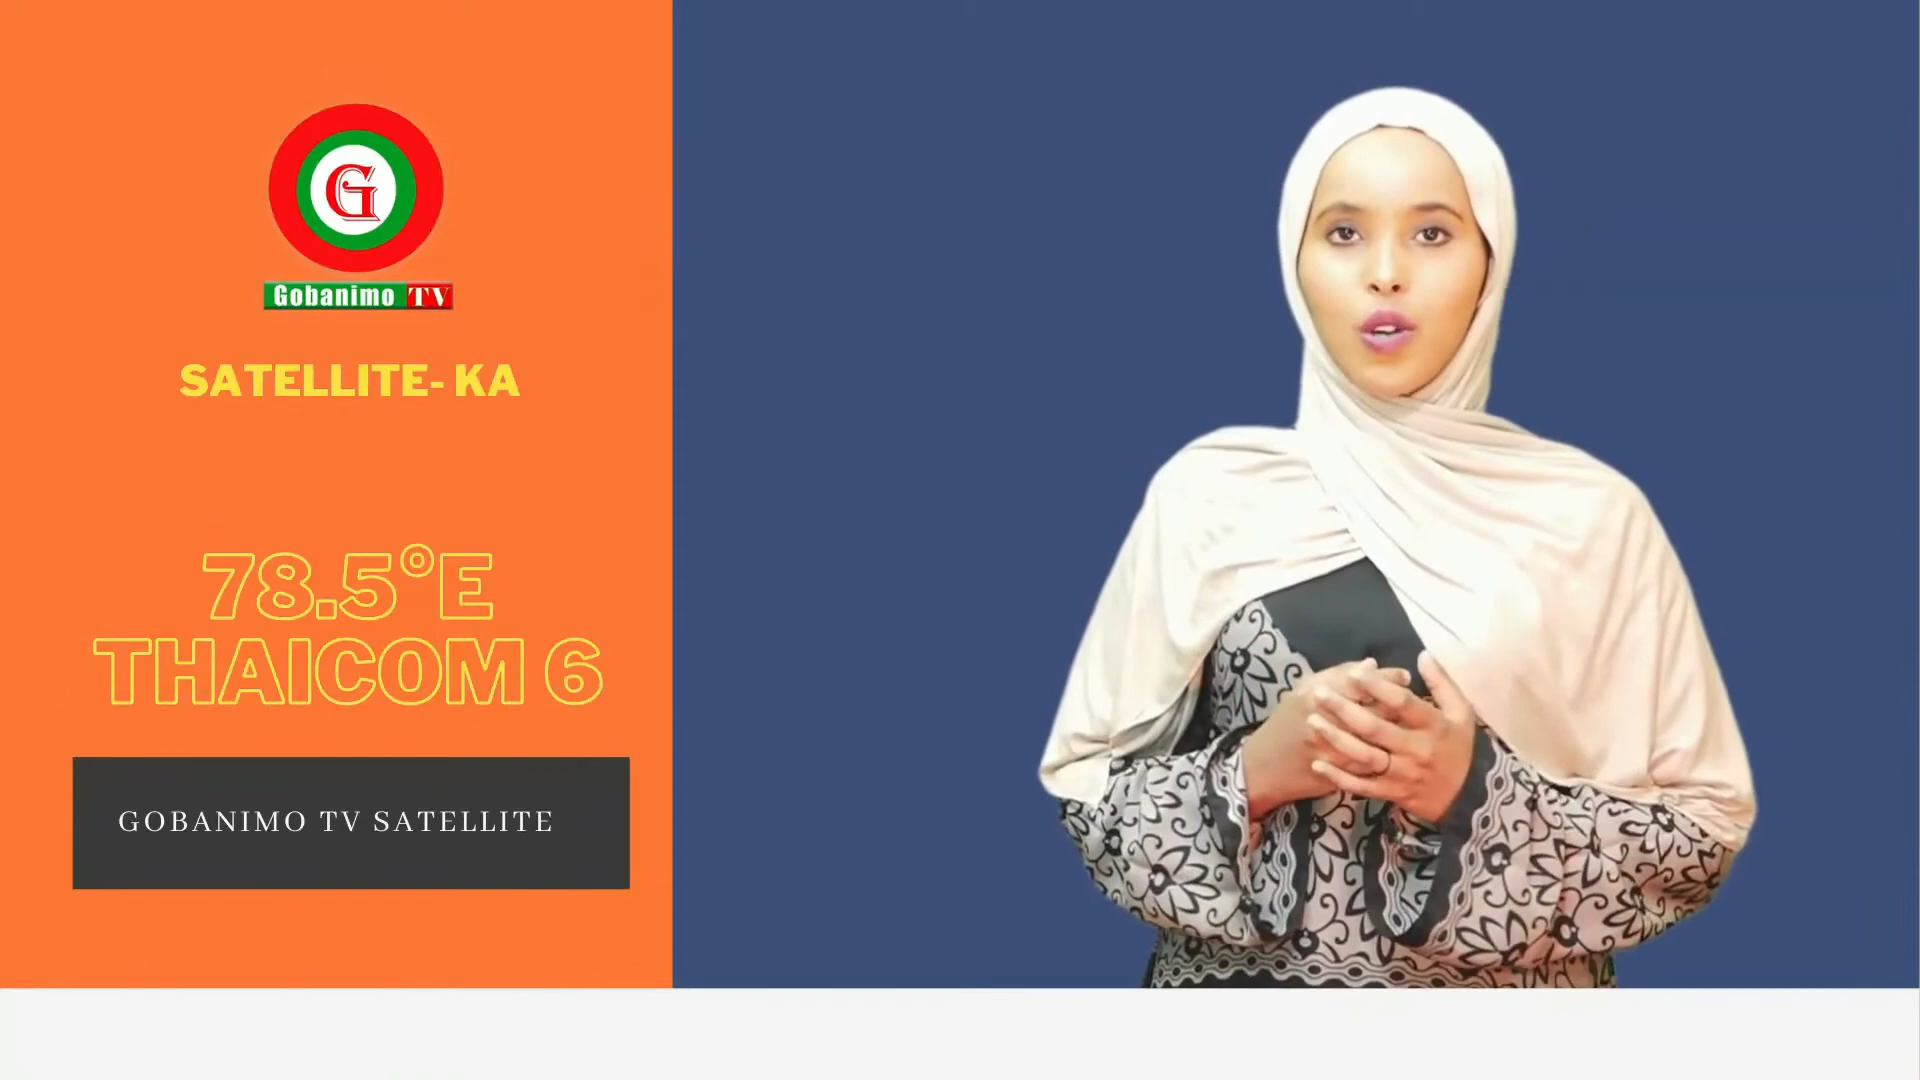 G
Gobanimo TV
SATELLITE- KA
78.5°E
THAICOM 6
GOBANIMO TV SATELLITE